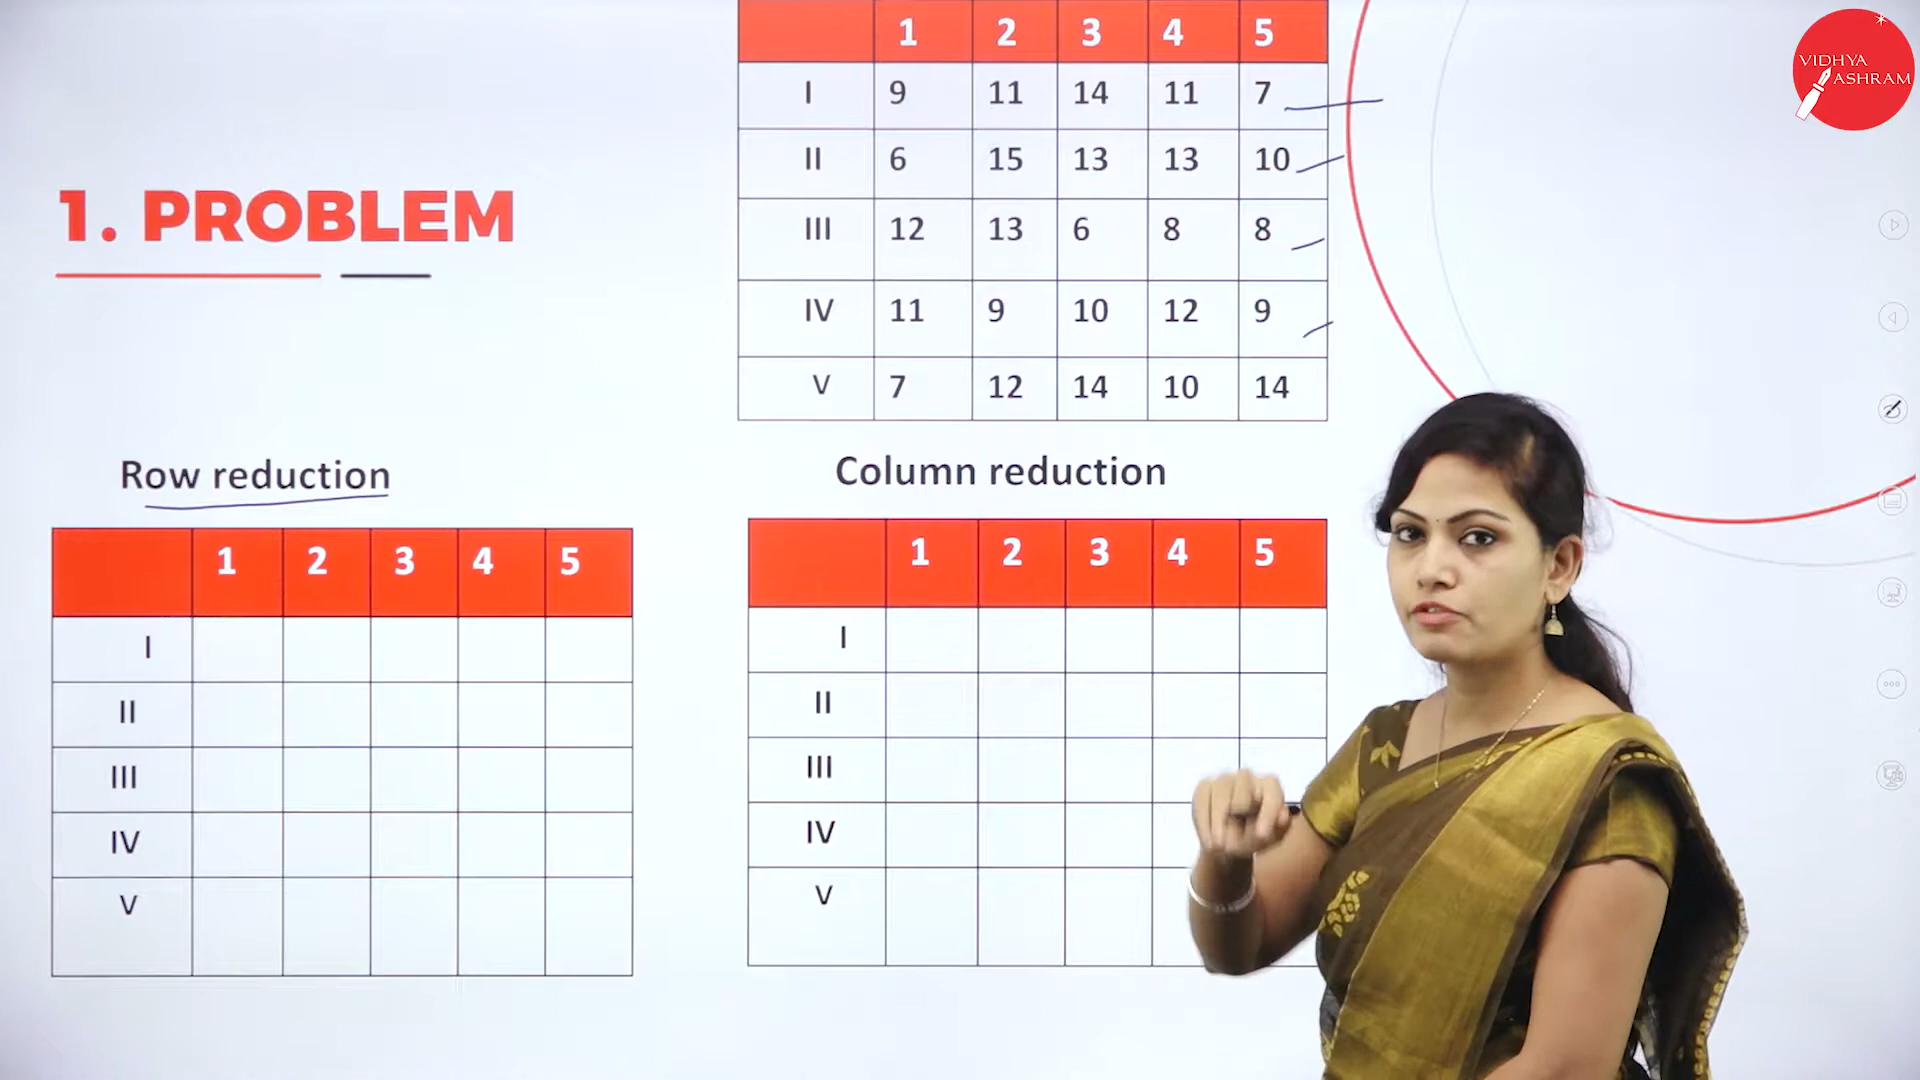 VIDHYA
ASHRAM
1. PROBLEM
1 2 3 4 5
I 9 11 14 11 7
II 6 15 13 13 10
III 12 13 6 8 8
IV 11 9 10 12 9
V 7 12 14 10 14
Row reduction
1 2 3 4 5
I
II
III
IV
V
Column reduction
1 2 3 4 5
I
II
III
IV
V